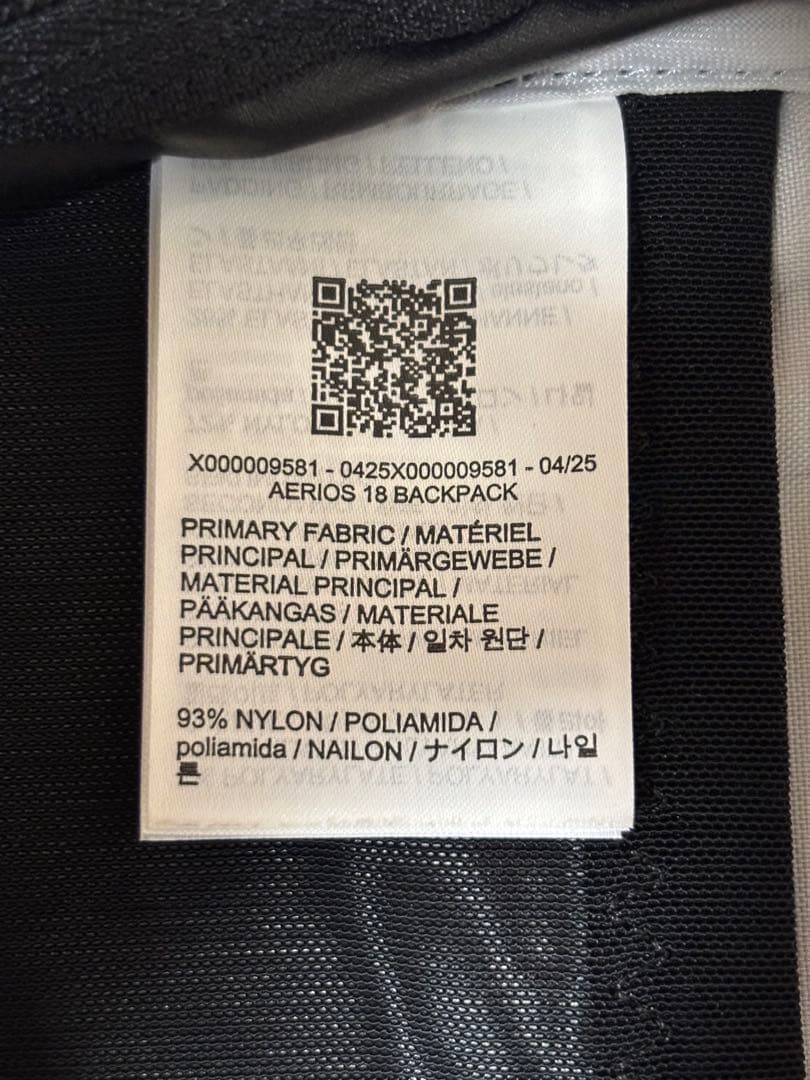 X000009581 - 0425X000009581 - 04/25
AERIOS 18 BACKPACK
PRIMARY FABRIC / MATÉRIEL
PRINCIPAL / PRIMÄRGEWEBE /
MATERIAL PRINCIPAL /
PÄÄKANGAS / MATERIALE
PRINCIPALE / 本体 / 일차 원단 /
PRIMÄRTYG
93% NYLON / POLIAMIDA /
poliamida / NAILON / ナイロン / 나일
론